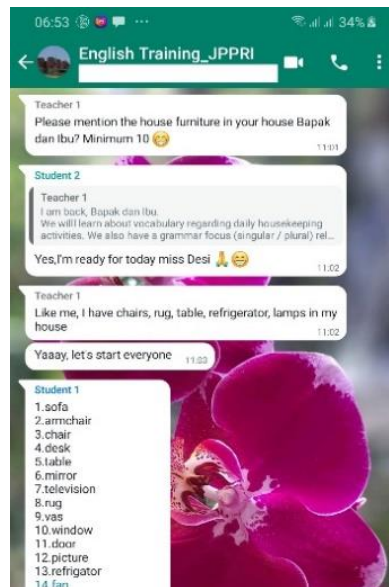 06:53 ... 34%
English Training_JPPRI
Teacher 1
Please mention the house furniture in your house Bapak
dan Ibu? Minimum 10
11:01
Student 2
Teacher 1
I am back, Bapak dan Ibu.
We will learn about vocabulary regarding daily housekeeping
activities. We also have a grammar focus (singular / plural) rel...
Yes,I'm ready for today miss Desi
11:02
Teacher 1
Like me, I have chairs, rug, table, refrigerator, lamps in my
house
11:02
Yaaay, let's start everyone
11:03
Student 1
1.sofa
2.armchair
3.chair
4.desk
5.table
6.mirror
7.television
8.rug
9.vas
10.window
11.door
12.picture
13.refrigator
14.fan